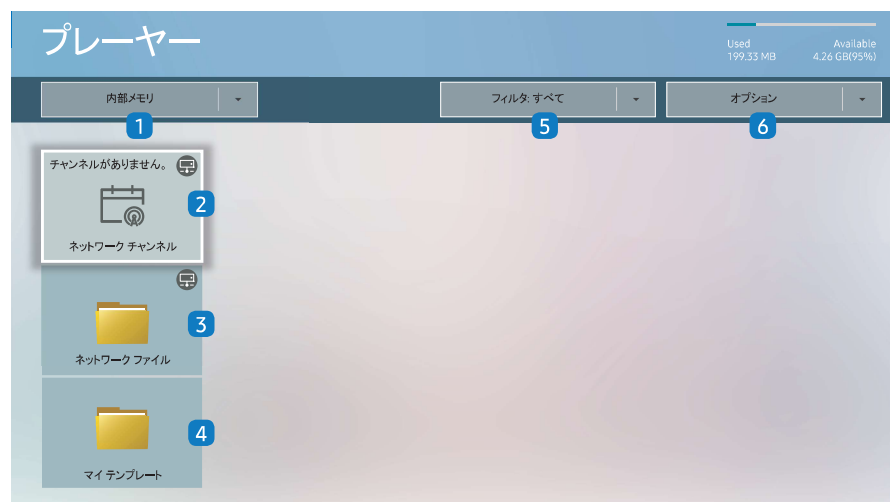 プレーヤー
Used
Available
199.33 MB
4.26 GB(95%)
内部メモリ
フィルタ: すべて
オプション
1
5
6
チャンネルがありません。
2
ネットワーク チャンネル
3
ネットワーク ファイル
4
マイ テンプレート